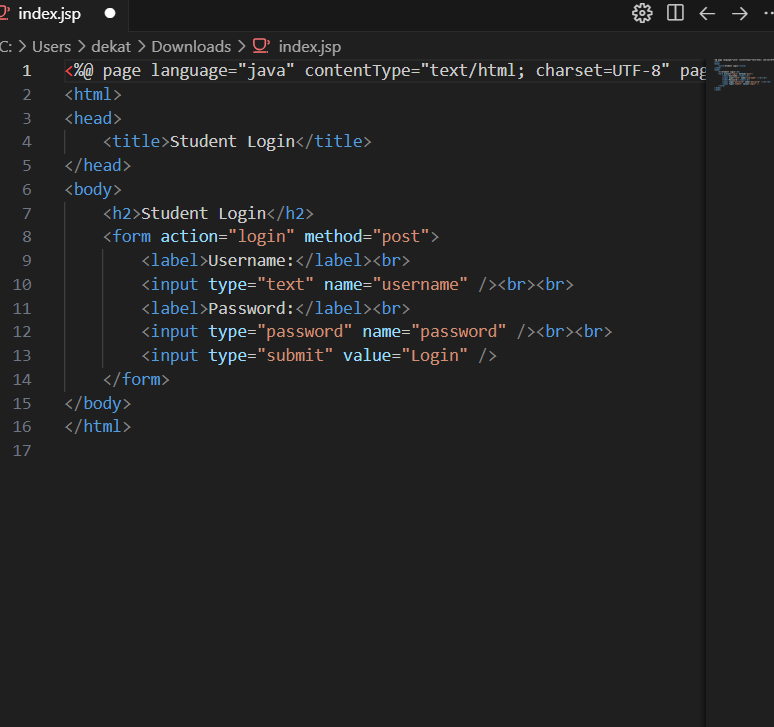 index.jsp
C: > Users > dekat > Downloads > index.jsp
1 <%@ page language="java" contentType="text/html; charset=UTF-8" pag
2 <html>
3 <head>
4     <title>Student Login</title>
5 </head>
6 <body>
7     <h2>Student Login</h2>
8     <form action="login" method="post">
9         <label>Username:</label><br>
10         <input type="text" name="username" /><br><br>
11         <label>Password:</label><br>
12         <input type="password" name="password" /><br><br>
13         <input type="submit" value="Login" />
14     </form>
15 </body>
16 </html>
17